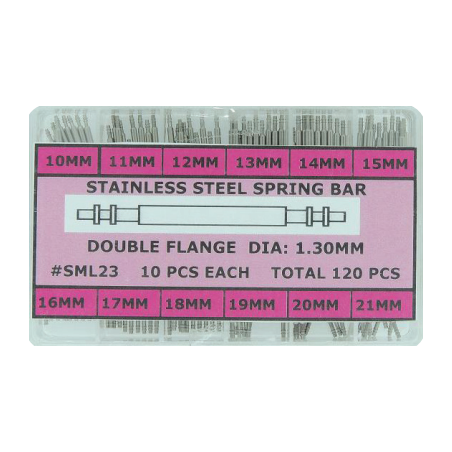 10MM 11MM 12MM 13MM 14MM 15MM
STAINLESS STEEL SPRING BAR
DOUBLE FLANGE DIA: 1.30MM
#SML23 10 PCS EACH TOTAL 120 PCS
16MM 17MM 18MM 19MM 20MM 21MM